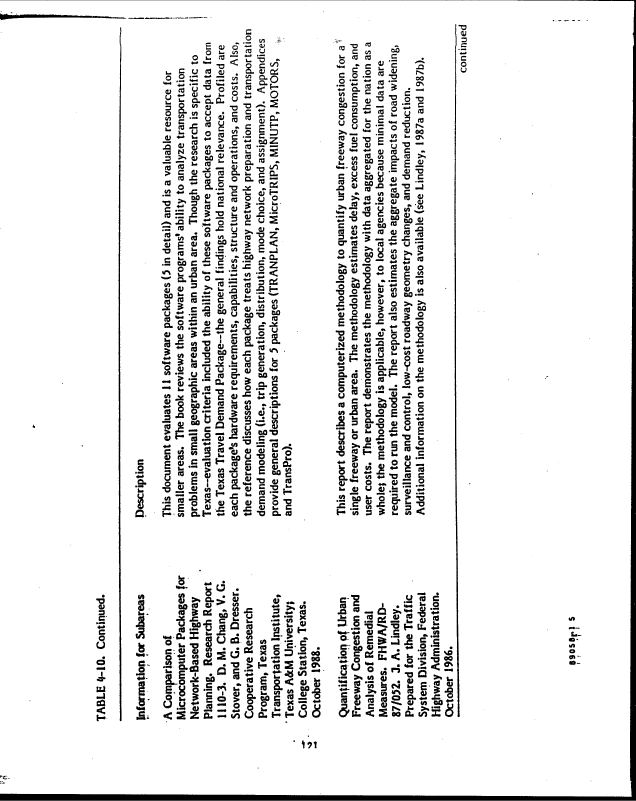 TABLE 4-10. Continued.
Information for Subareas
Description
A Comparison of
Microcomputer Packages for
Network-Based Highway
Planning. Research Report
1110-3. D. M. Chang, V. G.
Stover, and G. B. Dresser.
Cooperative Research
Program, Texas
Transportation Institute,
Texas A&M University;
College Station, Texas.
October 1988.
This document evaluates 11 software packages (5 in detail) and is a valuable resource for
smaller areas. The book reviews the software programs' ability to analyze transportation
problems in small geographic areas within an urban area. Though the research is specific to
Texas--evaluation criteria included the ability of these software packages to accept data from
the Texas Travel Demand Package--the general findings hold national relevance. Profiled are
each package's hardware requirements, capabilities, structure and operations, and costs. Also,
the reference discusses how each package treats highway network preparation and transportation
demand modeling (i.e., trip generation, distribution, mode choice, and assignment). Appendices
provide general descriptions for 5 packages (TRANPLAN, MicroTRIPS, MINUTP, MOTORS,
and TransPro).
Quantification of Urban
Freeway Congestion and
Analysis of Remedial
Measures. FHWA/RD-
87/052. J. A. Lindley.
Prepared for the Traffic
System Division, Federal
Highway Administration.
October 1986.
This report describes a computerized methodology to quantify urban freeway congestion for a
single freeway or urban area. The methodology estimates delay, excess fuel consumption, and
user costs. The report demonstrates the methodology with data aggregated for the nation as a
whole; the methodology is applicable, however, to local agencies because minimal data are
required to run the model. The report also estimates the aggregate impacts of road widening,
surveillance and control, low-cost roadway geometry changes, and demand reduction.
Additional information on the methodology is also available (see Lindley, 1987a and 1987b).
continued
121